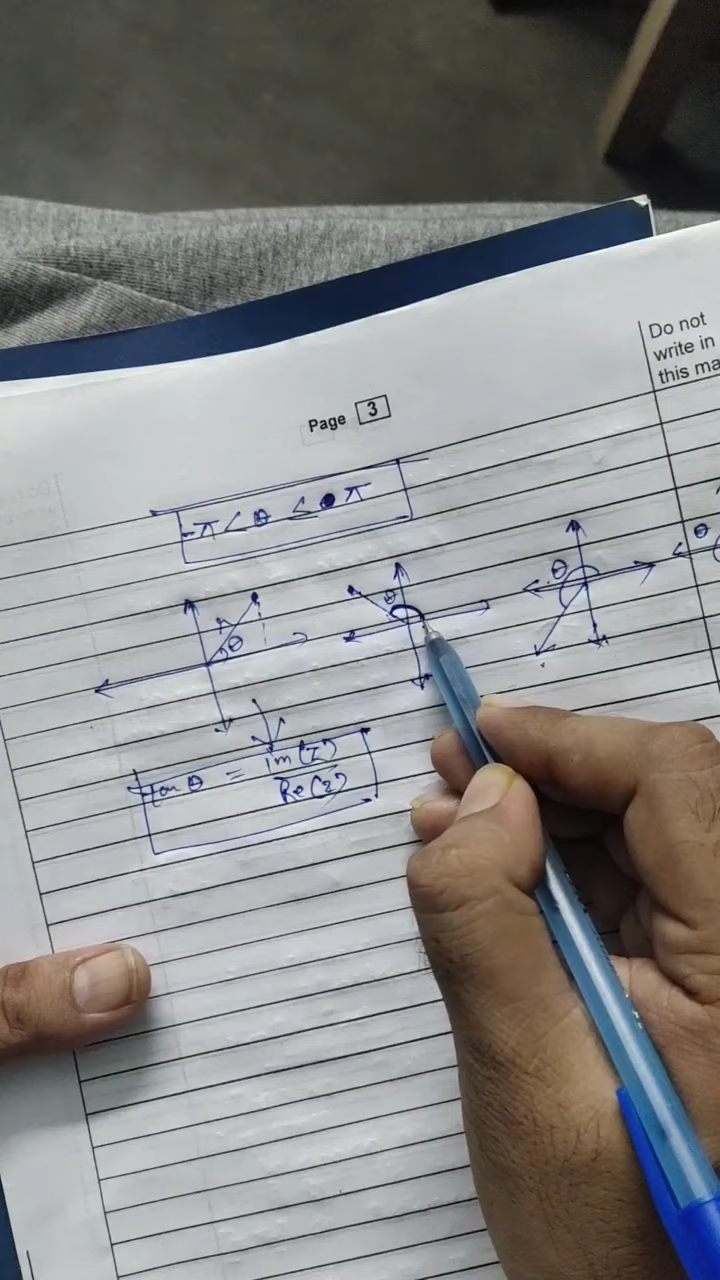 Do not
write in
this ma
Page 3
-π < θ ≤ π
θ
θ
θ
r θ
tan θ = Im(z)
Re(z)